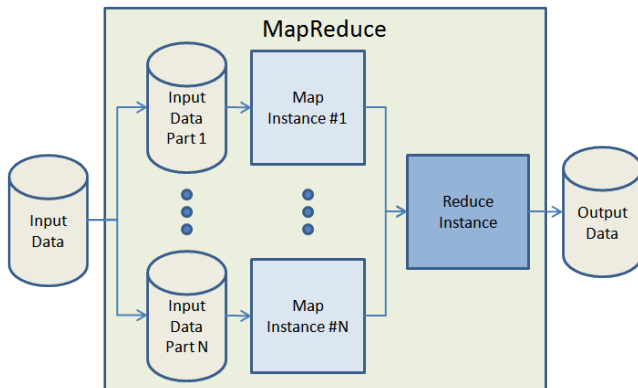 MapReduce
Input
Data
Input
Data
Part 1
Map
Instance #1
Input
Data
Part N
Map
Instance #N
Reduce
Instance
Output
Data